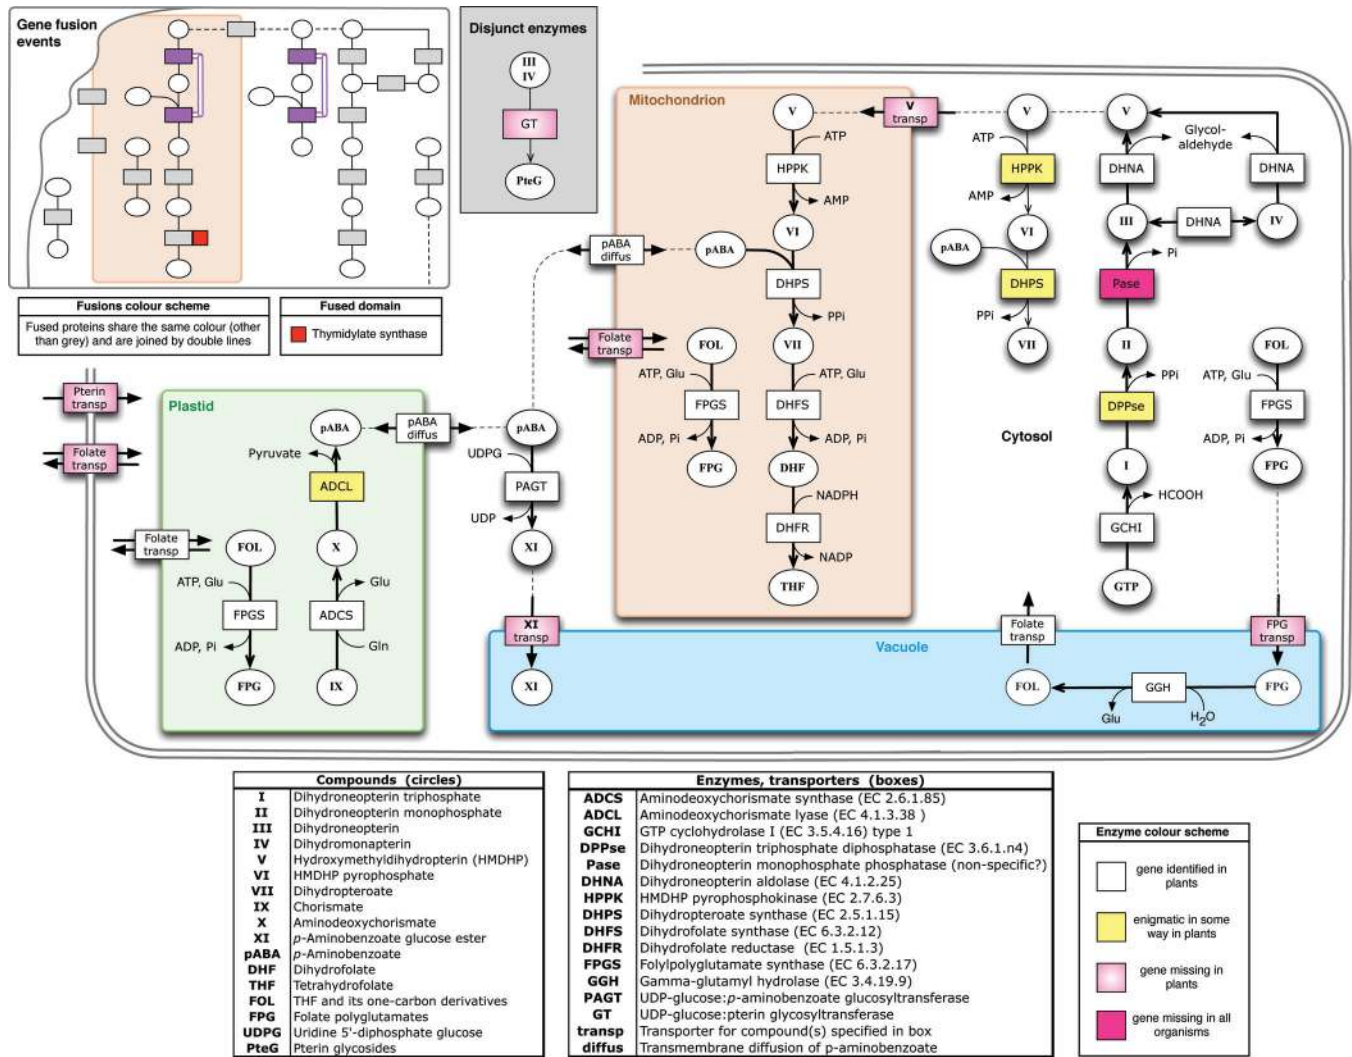 Gene fusion
events
Disjunct enzymes
III
IV
GT
PteG
Fusions colour scheme
Fused proteins share the same colour (other
than grey) and are joined by double lines
Fused domain
Thymidylate synthase
Mitochondrion
V
ATP
HPPK
AMP
VI
pABA
diffus
pABA
DHPS
PPi
Folate
transp
FOL
ATP, Glu
FPGS
ADP, Pi
FPG
VII
ATP, Glu
DHFS
ADP, Pi
DHF
NADPH
DHFR
NADP
THF
V
transp
V
ATP
HPPK
AMP
VI
pABA
DHPS
PPi
VII
V
Glycol-
aldehyde
DHNA
DHNA
III
DHNA
IV
Pi
Pase
II
PPi
DPPse
I
HCOOH
GCHI
GTP
Cytosol
FOL
ATP, Glu
FPGS
ADP, Pi
FPG
Pterin
transp
Folate
transp
Plastid
pABA
pABA
diffus
pABA
Pyruvate
ADCL
UDPG
PAGT
UDP
XI
Folate
transp
FOL
X
ATP, Glu
Glu
FPGS
ADCS
ADP, Pi
Gln
FPG
IX
XI
transp
XI
Vacuole
Folate
transp
FPG
transp
FOL
GGH
FPG
Glu
H2O
Compounds (circles)
I Dihydroneopterin triphosphate
II Dihydroneopterin monophosphate
III Dihydroneopterin
IV Dihydromonapterin
V Hydroxymethyldihydropterin (HMDHP)
VI HMDHP pyrophosphate
VII Dihydropteroate
IX Chorismate
X Aminodeoxychorismate
XI p-Aminobenzoate glucose ester
pABA p-Aminobenzoate
DHF Dihydrofolate
THF Tetrahydrofolate
FOL THF and its one-carbon derivatives
FPG Folate polyglutamates
UDPG Uridine 5'-diphosphate glucose
PteG Pterin glycosides
Enzymes, transporters (boxes)
ADCS Aminodeoxychorismate synthase (EC 2.6.1.85)
ADCL Aminodeoxychorismate lyase (EC 4.1.3.38 )
GCHI GTP cyclohydrolase I (EC 3.5.4.16) type 1
DPPse Dihydroneopterin triphosphate diphosphatase (EC 3.6.1.n4)
Pase Dihydroneopterin monophosphate phosphatase (non-specific?)
DHNA Dihydroneopterin aldolase (EC 4.1.2.25)
HPPK HMDHP pyrophosphokinase (EC 2.7.6.3)
DHPS Dihydropteroate synthase (EC 2.5.1.15)
DHFS Dihydrofolate synthase (EC 6.3.2.12)
DHFR Dihydrofolate reductase (EC 1.5.1.3)
FPGS Folylpolyglutamate synthase (EC 6.3.2.17)
GGH Gamma-glutamyl hydrolase (EC 3.4.19.9)
PAGT UDP-glucose:p-aminobenzoate glucosyltransferase
GT UDP-glucose:pterin glycosyltransferase
transp Transporter for compound(s) specified in box
diffus Transmembrane diffusion of p-aminobenzoate
Enzyme colour scheme
gene identified in
plants
enigmatic in some
way in plants
gene missing in
plants
gene missing in all
organisms